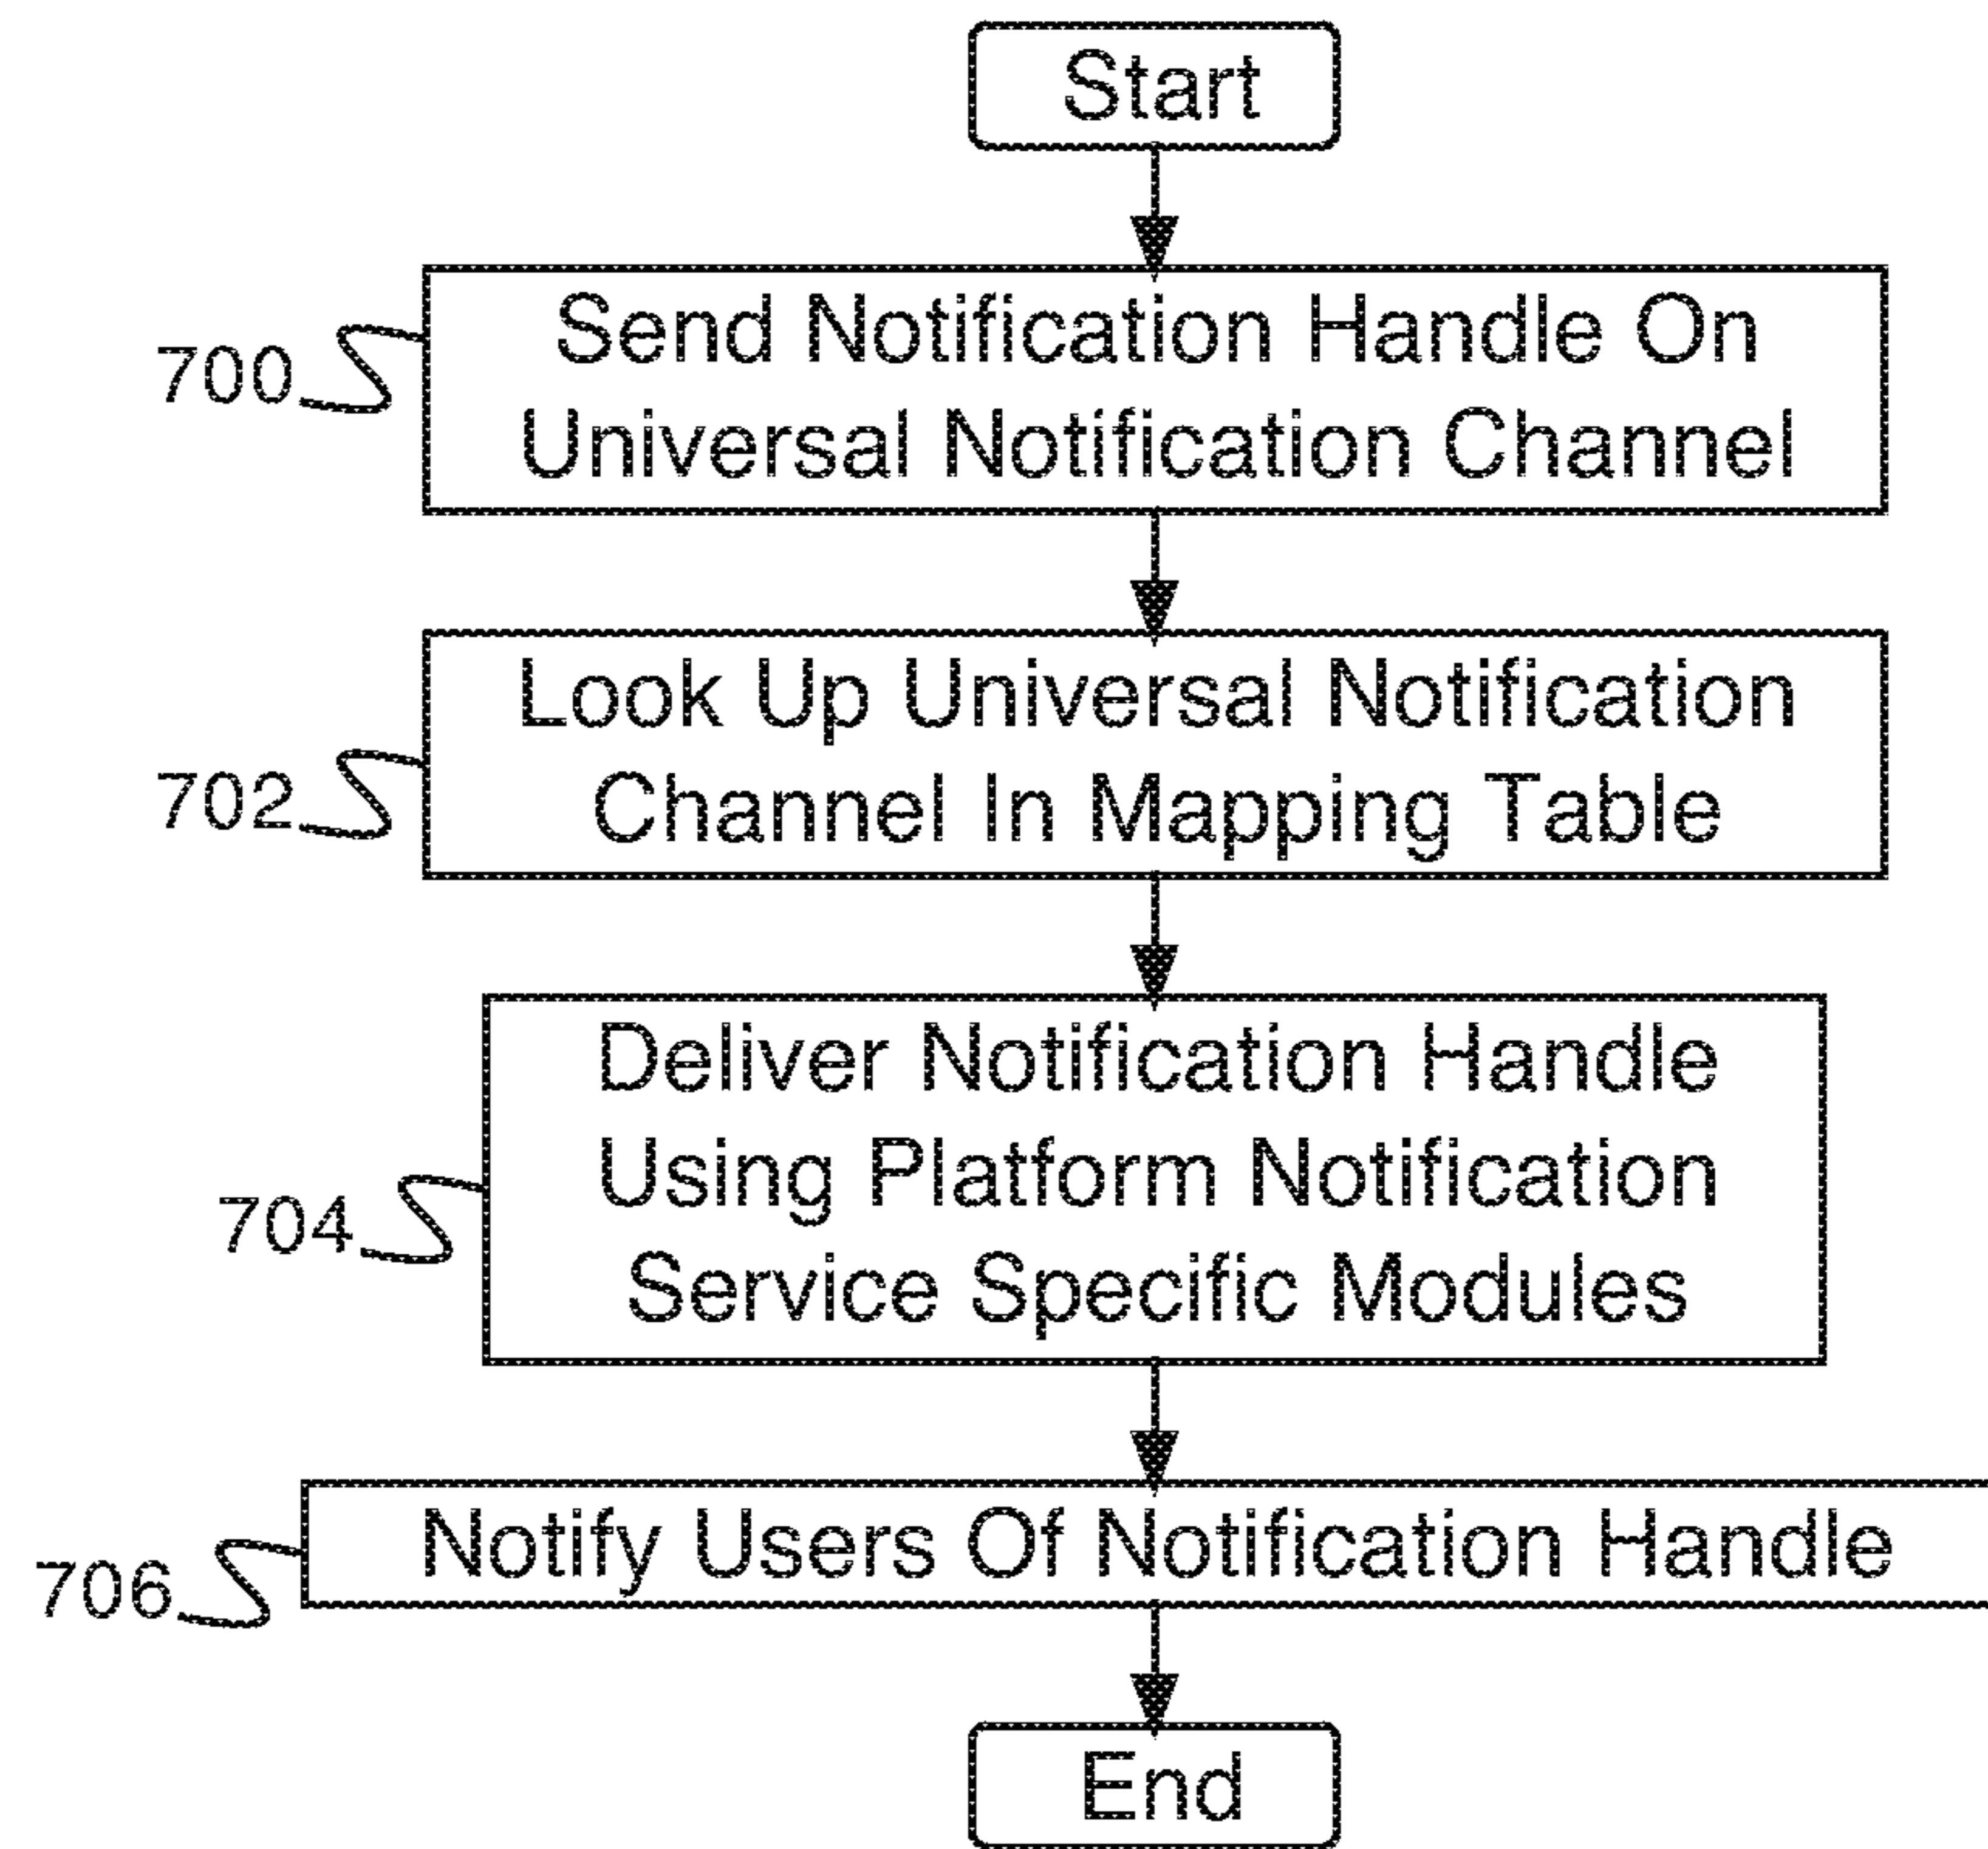 Start
700
Send Notification Handle On
Universal Notification Channel
702
Look Up Universal Notification
Channel In Mapping Table
704
Deliver Notification Handle
Using Platform Notification
Service Specific Modules
706
Notify Users Of Notification Handle
End